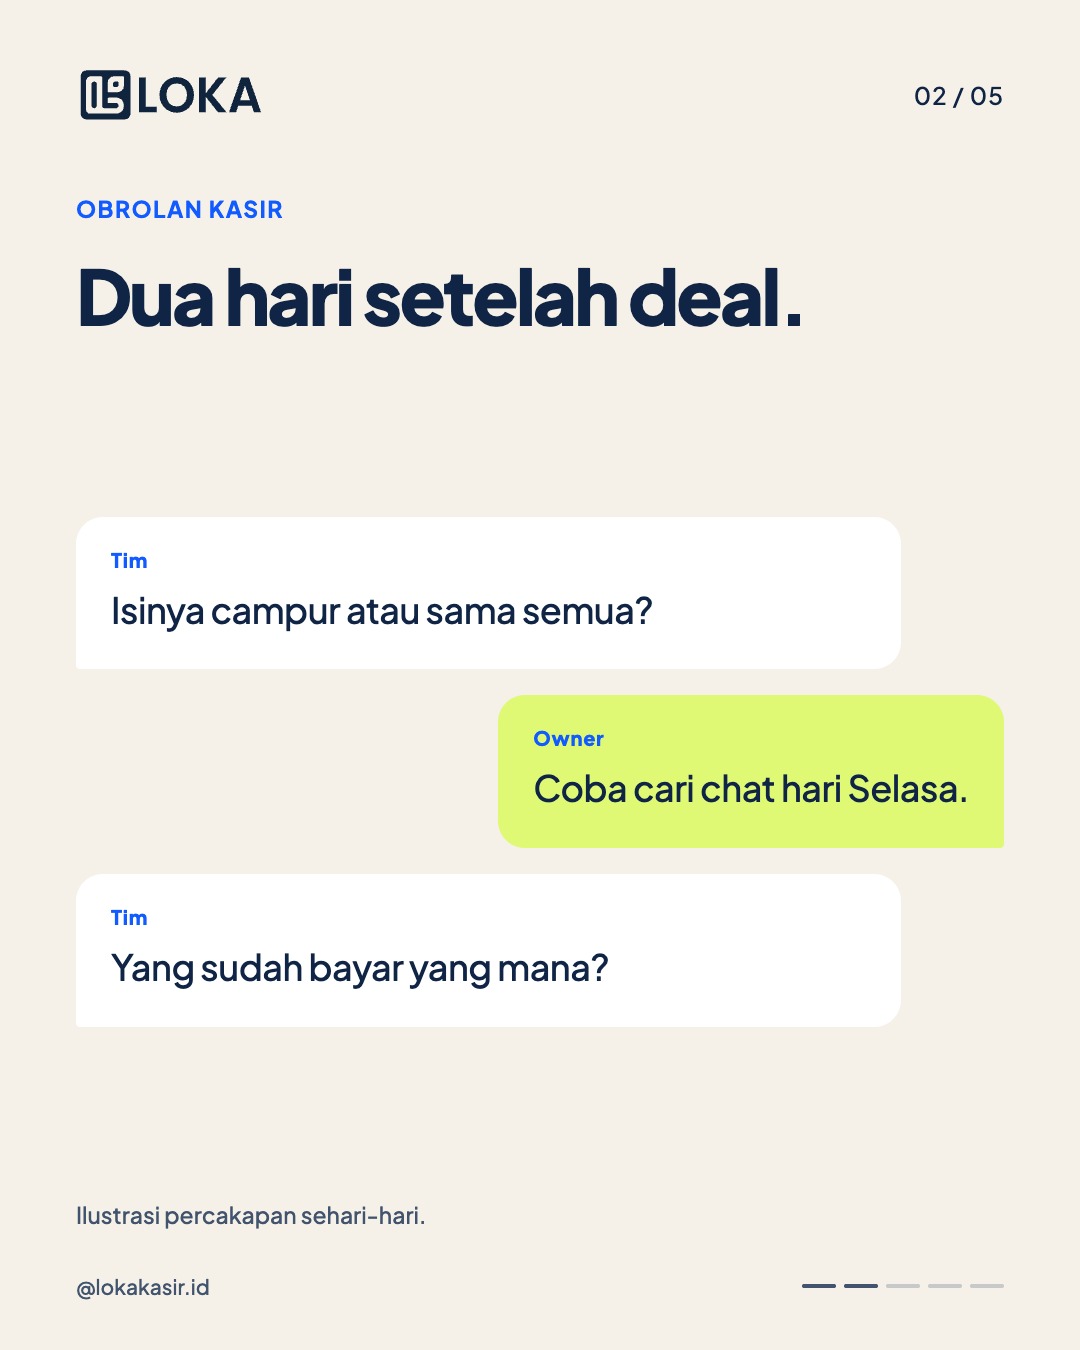 LOKA
02 / 05
OBROLAN KASIR
Dua hari setelah deal.
Tim
Isinya campur atau sama semua?
Owner
Coba cari chat hari Selasa.
Tim
Yang sudah bayar yang mana?
Ilustrasi percakapan sehari-hari.
@lokakasir.id